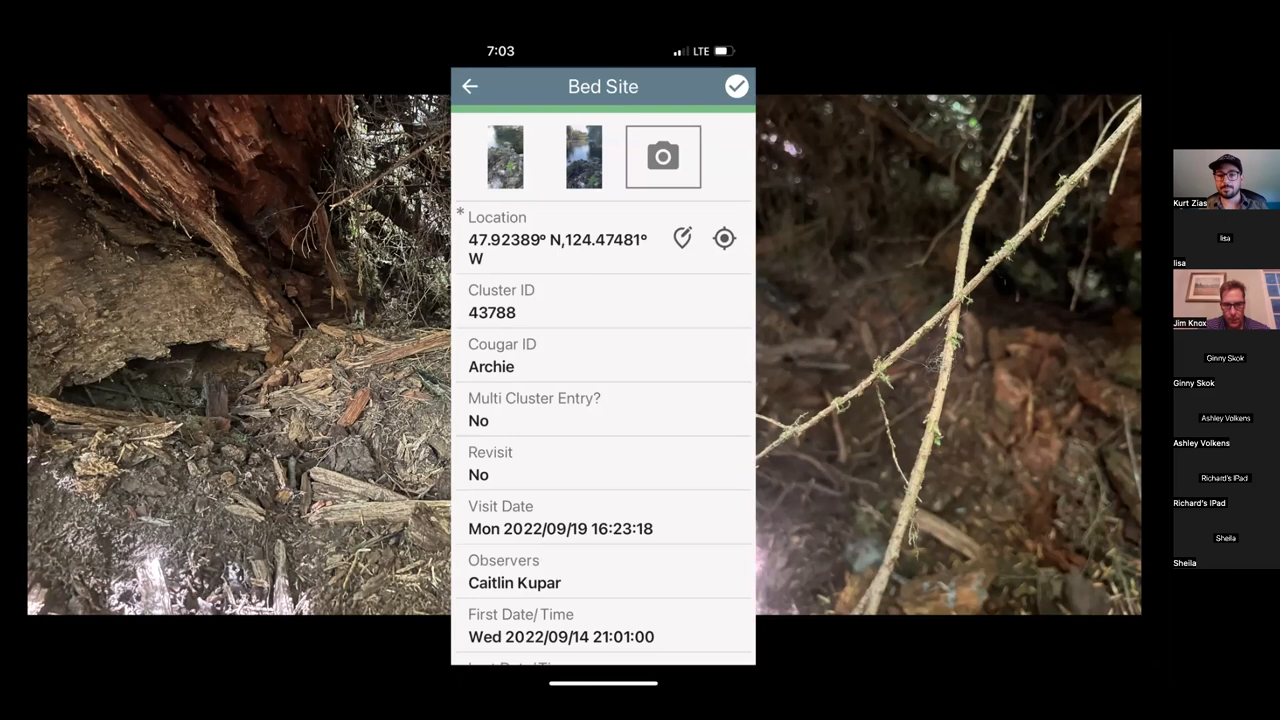 7:03
LTE
Bed Site
*
Location
47.92389° N,124.47481°
W
Cluster ID
43788
Cougar ID
Archie
Multi Cluster Entry?
No
Revisit
No
Visit Date
Mon 2022/09/19 16:23:18
Observers
Caitlin Kupar
First Date/Time
Wed 2022/09/14 21:01:00
Kurt Zias
lisa
lisa
Jim Knox
Ginny Skok
Ginny Skok
Ashley Volkens
Ashley Volkens
Richard's IPad
Richard's IPad
Sheila
Sheila